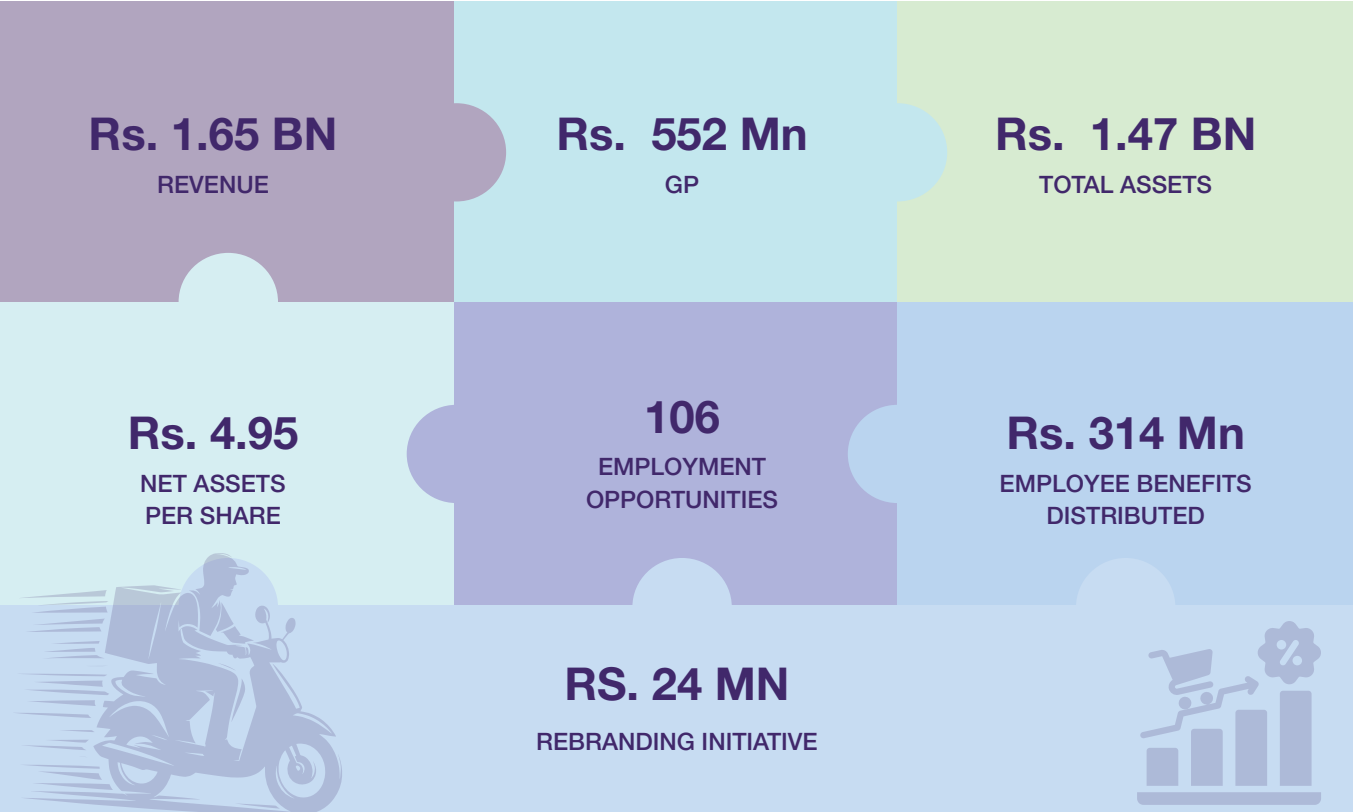 Rs. 1.65 BN
REVENUE
Rs. 552 Mn
GP
Rs. 1.47 BN
TOTAL ASSETS
Rs. 4.95
NET ASSETS
PER SHARE
106
EMPLOYMENT
OPPORTUNITIES
Rs. 314 Mn
EMPLOYEE BENEFITS
DISTRIBUTED
RS. 24 MN
REBRANDING INITIATIVE
%